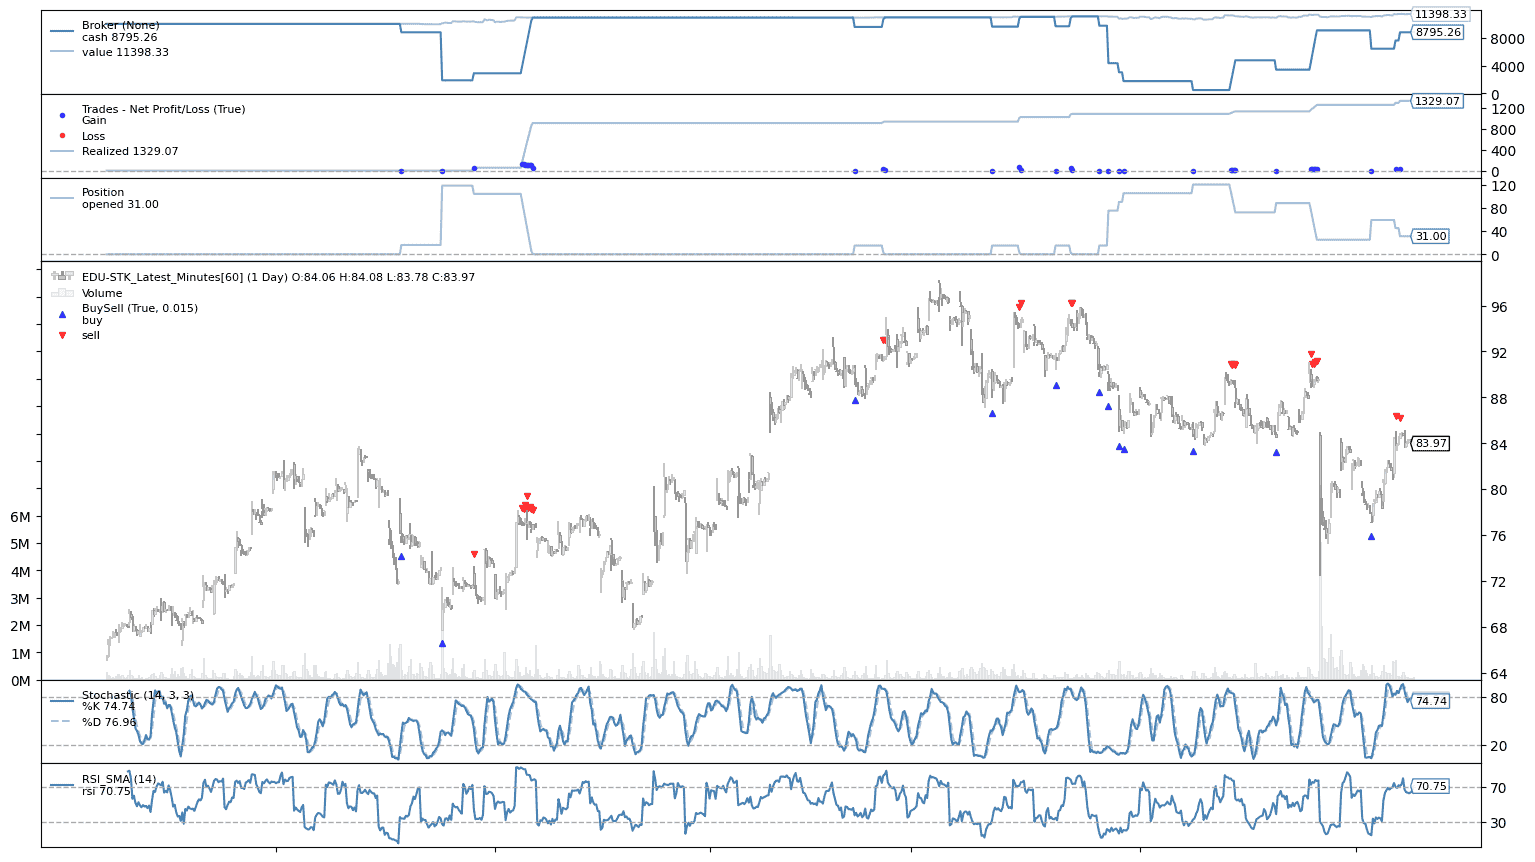 Broker (None)
cash 8795.26
value 11398.33
11398.33
8795.26
8000
4000
0
Trades - Net Profit/Loss (True)
Gain
Loss
Realized 1329.07
1329.07
1200
800
400
0
Position
opened 31.00
120
80
40
31.00
0
EDU-STK_Latest_Minutes[60] (1 Day) O:84.06 H:84.08 L:83.78 C:83.97
Volume
BuySell (True, 0.015)
buy
sell
96
92
88
84
83.97
80
76
72
68
64
6M
5M
4M
3M
2M
1M
0M
Stochastic (14, 3, 3)
%K 74.74
%D 76.96
80
74.74
20
RSI_SMA (14)
rsi 70.75
70
70.75
30